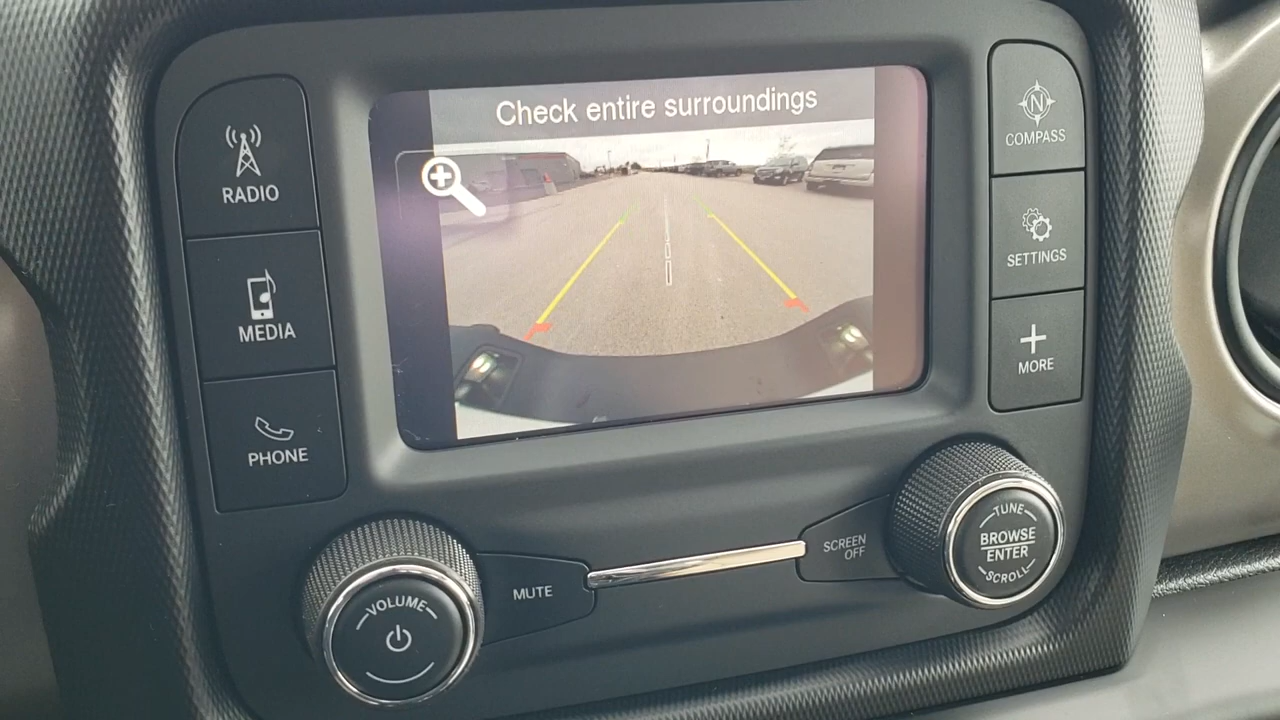 Check entire surroundings
RADIO
MEDIA
PHONE
N
COMPASS
SETTINGS
MORE
VOLUME
MUTE
SCREEN
OFF
TUNE
BROWSE
ENTER
SCROLL